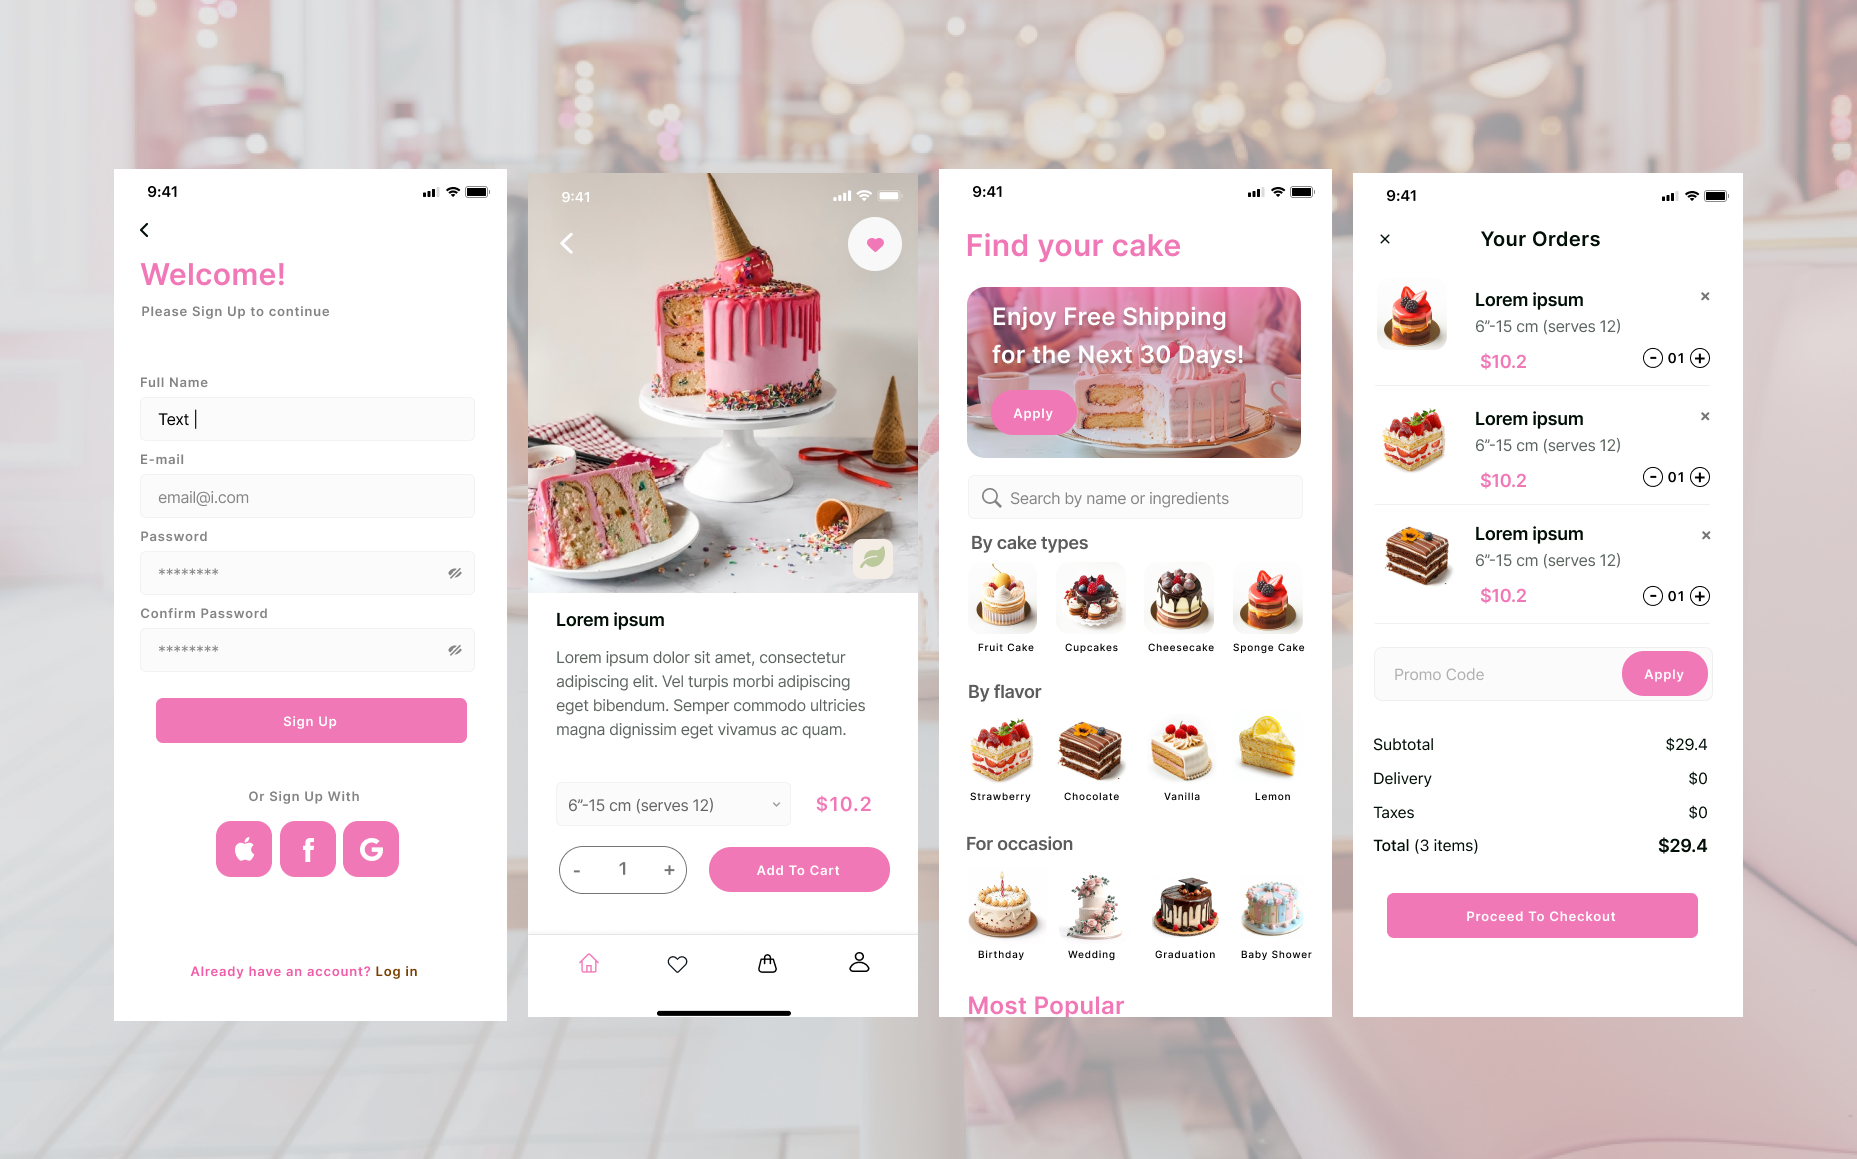 9:41
Welcome!
Please Sign Up to continue
Full Name
Text
E-mail
email@i.com
Password
********
Confirm Password
********
Sign Up
Or Sign Up With
f
G
Already have an account? Log in
9:41
Lorem ipsum
Lorem ipsum dolor sit amet, consectetur
adipiscing elit. Vel turpis morbi adipiscing
eget bibendum. Semper commodo ultricies
magna dignissim eget vivamus ac quam.
6”-15 cm (serves 12)
$10.2
- 1 +
Add To Cart
9:41
Find your cake
Enjoy Free Shipping
for the Next 30 Days!
Apply
Search by name or ingredients
By cake types
Fruit Cake Cupcakes Cheesecake Sponge Cake
By flavor
Strawberry Chocolate Vanilla Lemon
For occasion
Birthday Wedding Graduation Baby Shower
Most Popular
9:41
Your Orders
Lorem ipsum
6”-15 cm (serves 12)
$10.2
- 01 +
Lorem ipsum
6”-15 cm (serves 12)
$10.2
- 01 +
Lorem ipsum
6”-15 cm (serves 12)
$10.2
- 01 +
Promo Code
Apply
Subtotal $29.4
Delivery $0
Taxes $0
Total (3 items) $29.4
Proceed To Checkout